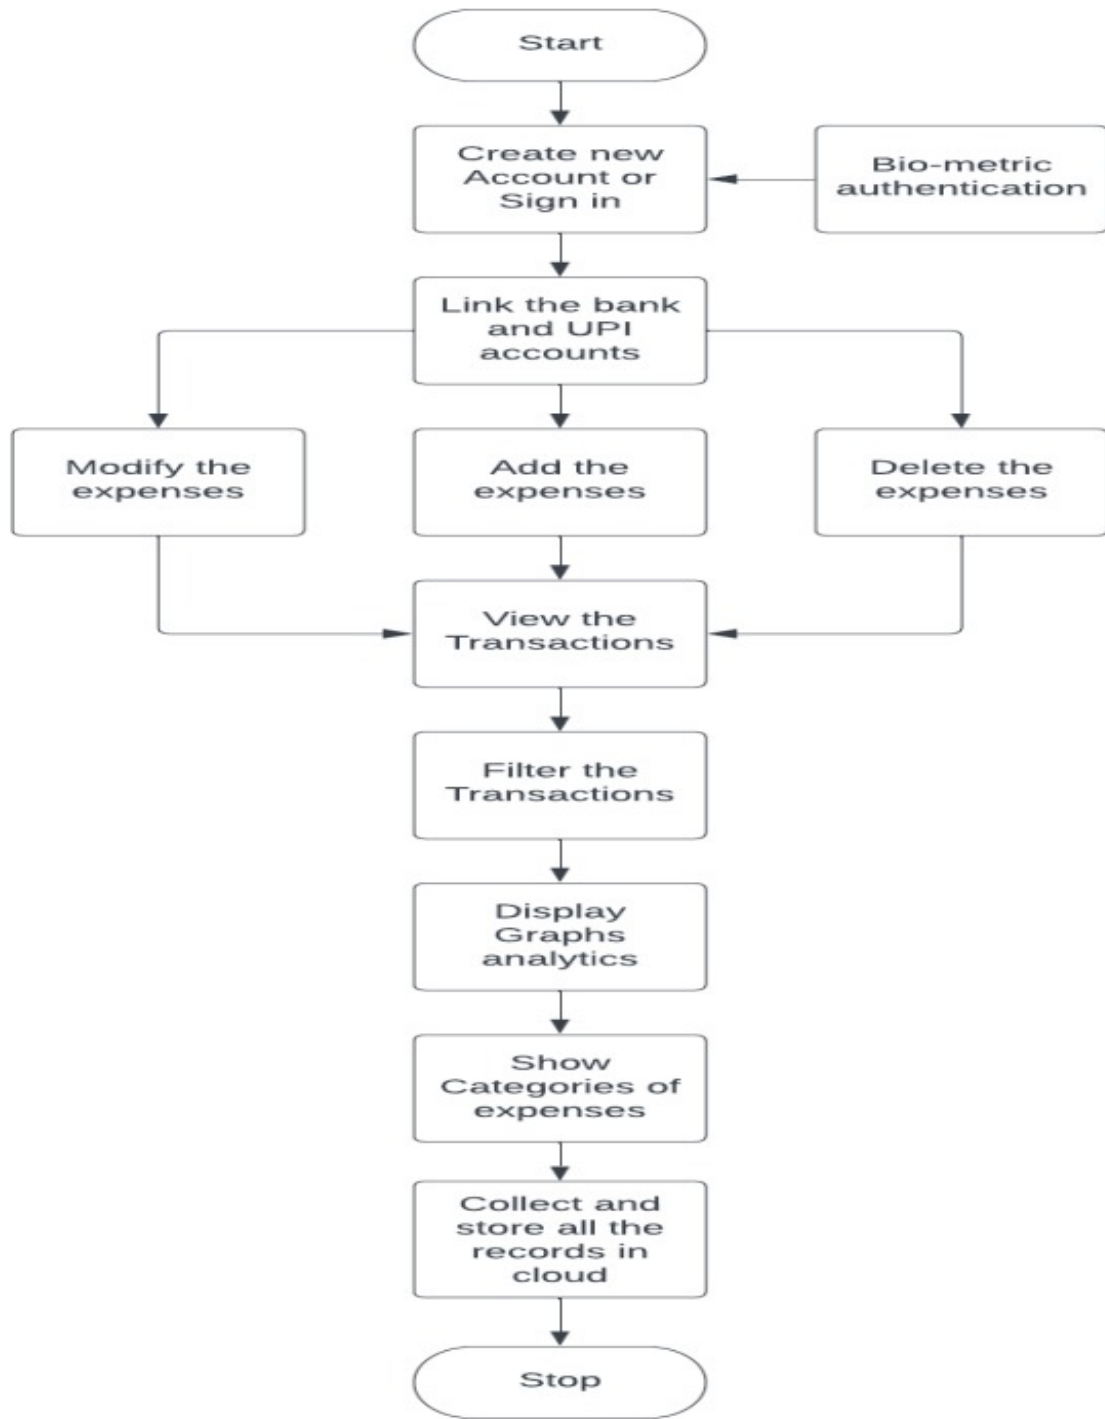 Start
Create new
Account or
Sign in
Bio-metric
authentication
Link the bank
and UPI
accounts
Modify the
expenses
Add the
expenses
Delete the
expenses
View the
Transactions
Filter the
Transactions
Display
Graphs
analytics
Show
Categories of
expenses
Collect and
store all the
records in
cloud
Stop